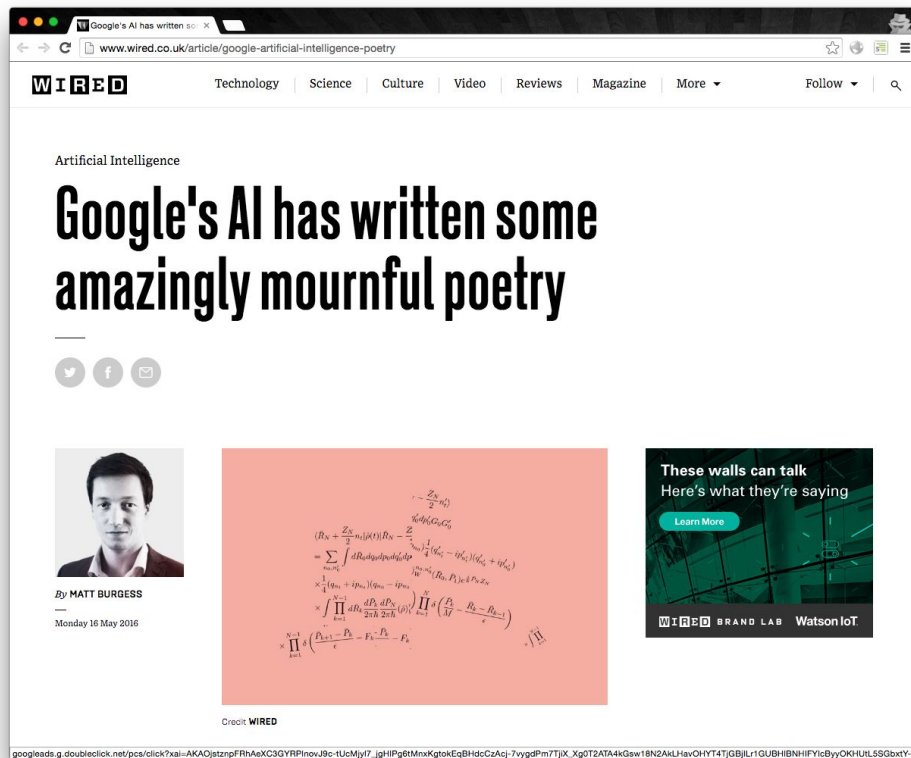 Google's AI has written so
www.wired.co.uk/article/google-artificial-intelligence-poetry
WIRED
Technology
Science
Culture
Video
Reviews
Magazine
More
Follow
Artificial Intelligence
Google's AI has written some
amazingly mournful poetry
By MATT BURGESS
Monday 16 May 2016
Credit WIRED
These walls can talk
Here's what they're saying
Learn More
WIRED BRAND LAB
Watson IoT